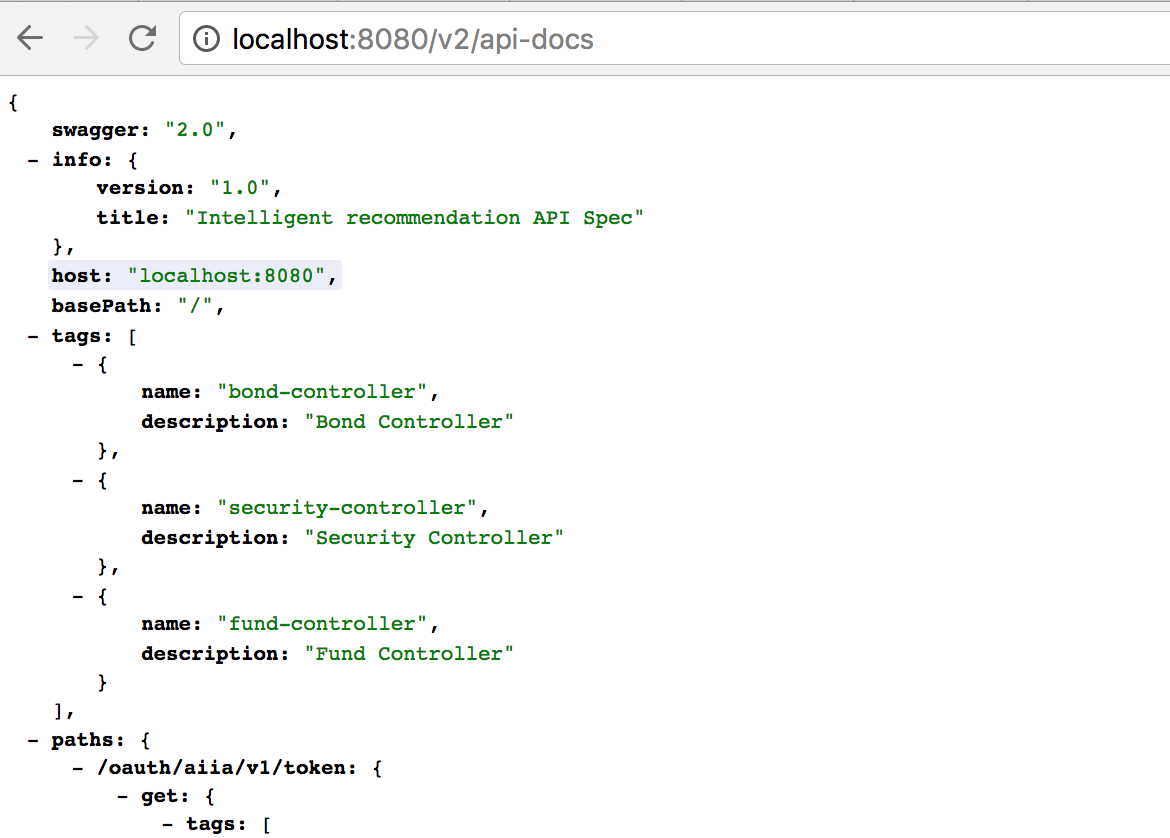 localhost:8080/v2/api-docs
{
swagger: "2.0",
- info: {
version: "1.0",
title: "Intelligent recommendation API Spec"
},
host: "localhost:8080",
basePath: "/",
- tags: [
- {
name: "bond-controller",
description: "Bond Controller"
},
- {
name: "security-controller",
description: "Security Controller"
},
- {
name: "fund-controller",
description: "Fund Controller"
}
],
- paths: {
- /oauth/aiia/v1/token: {
- get: {
- tags: [